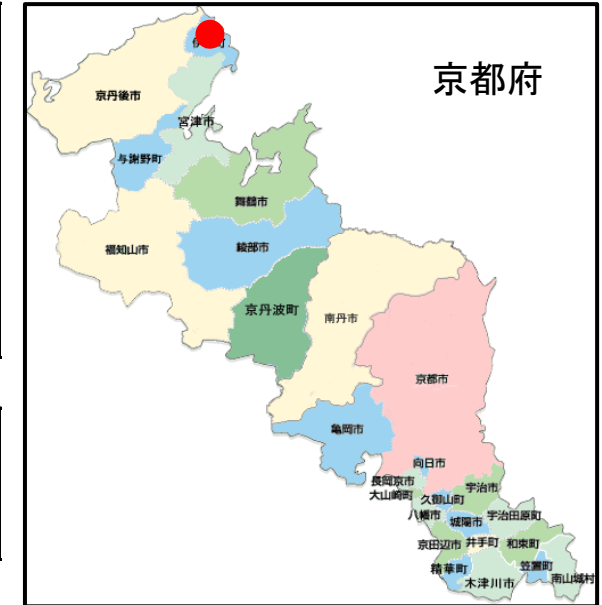 京都府
京丹後市
宮津市
与謝野町
舞鶴市
綾部市
福知山市
京丹波町
南丹市
京都市
亀岡市
向日市
長岡京市
大山崎町
宇治市
久御山町
八幡市
宇治田原町
城陽市
京田辺市
井手町
和束町
精華町
笠置町
木津川市
南山城村